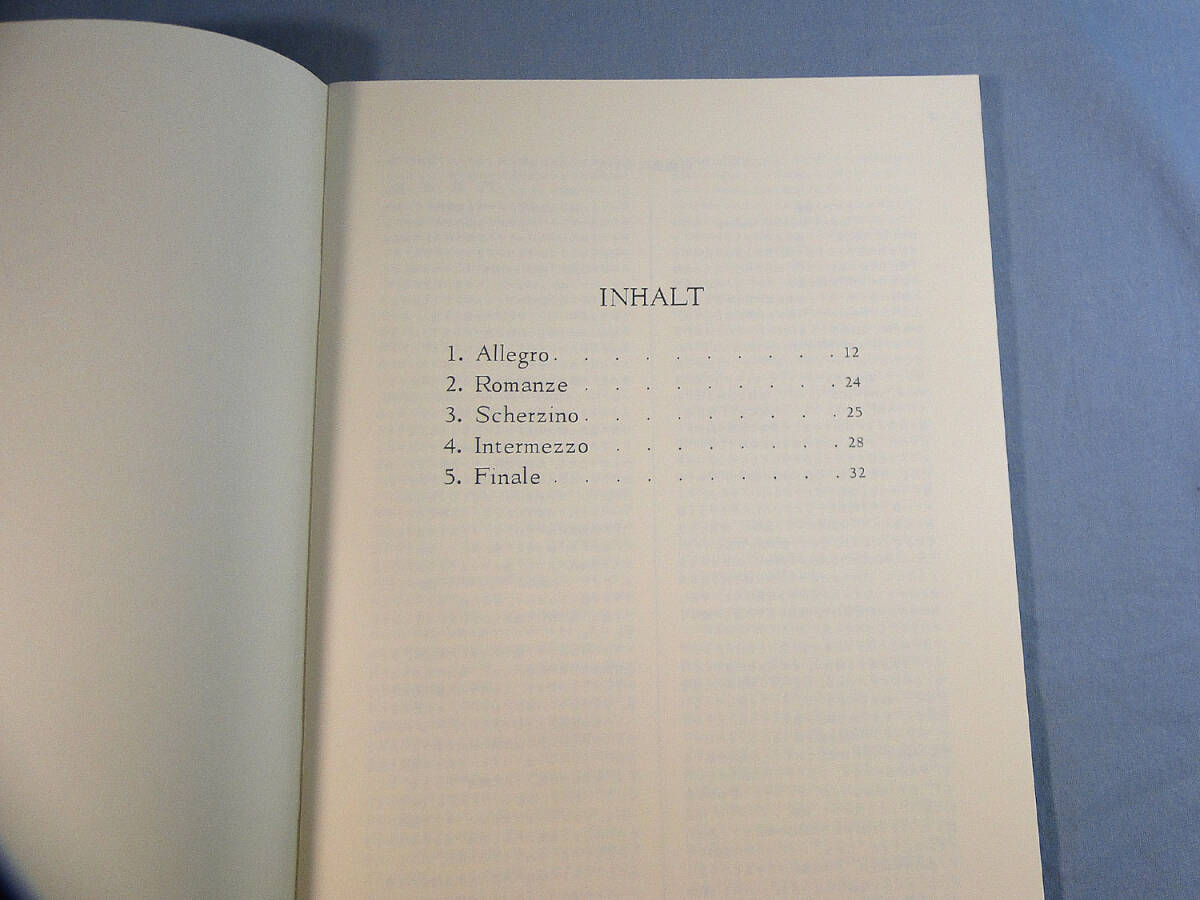 INHALT
1. Allegro . . . . . . . . . . 12
2. Romanze . . . . . . . . . 24
3. Scherzino . . . . . . . . . 25
4. Intermezzo . . . . . . . . 28
5. Finale . . . . . . . . . . 32